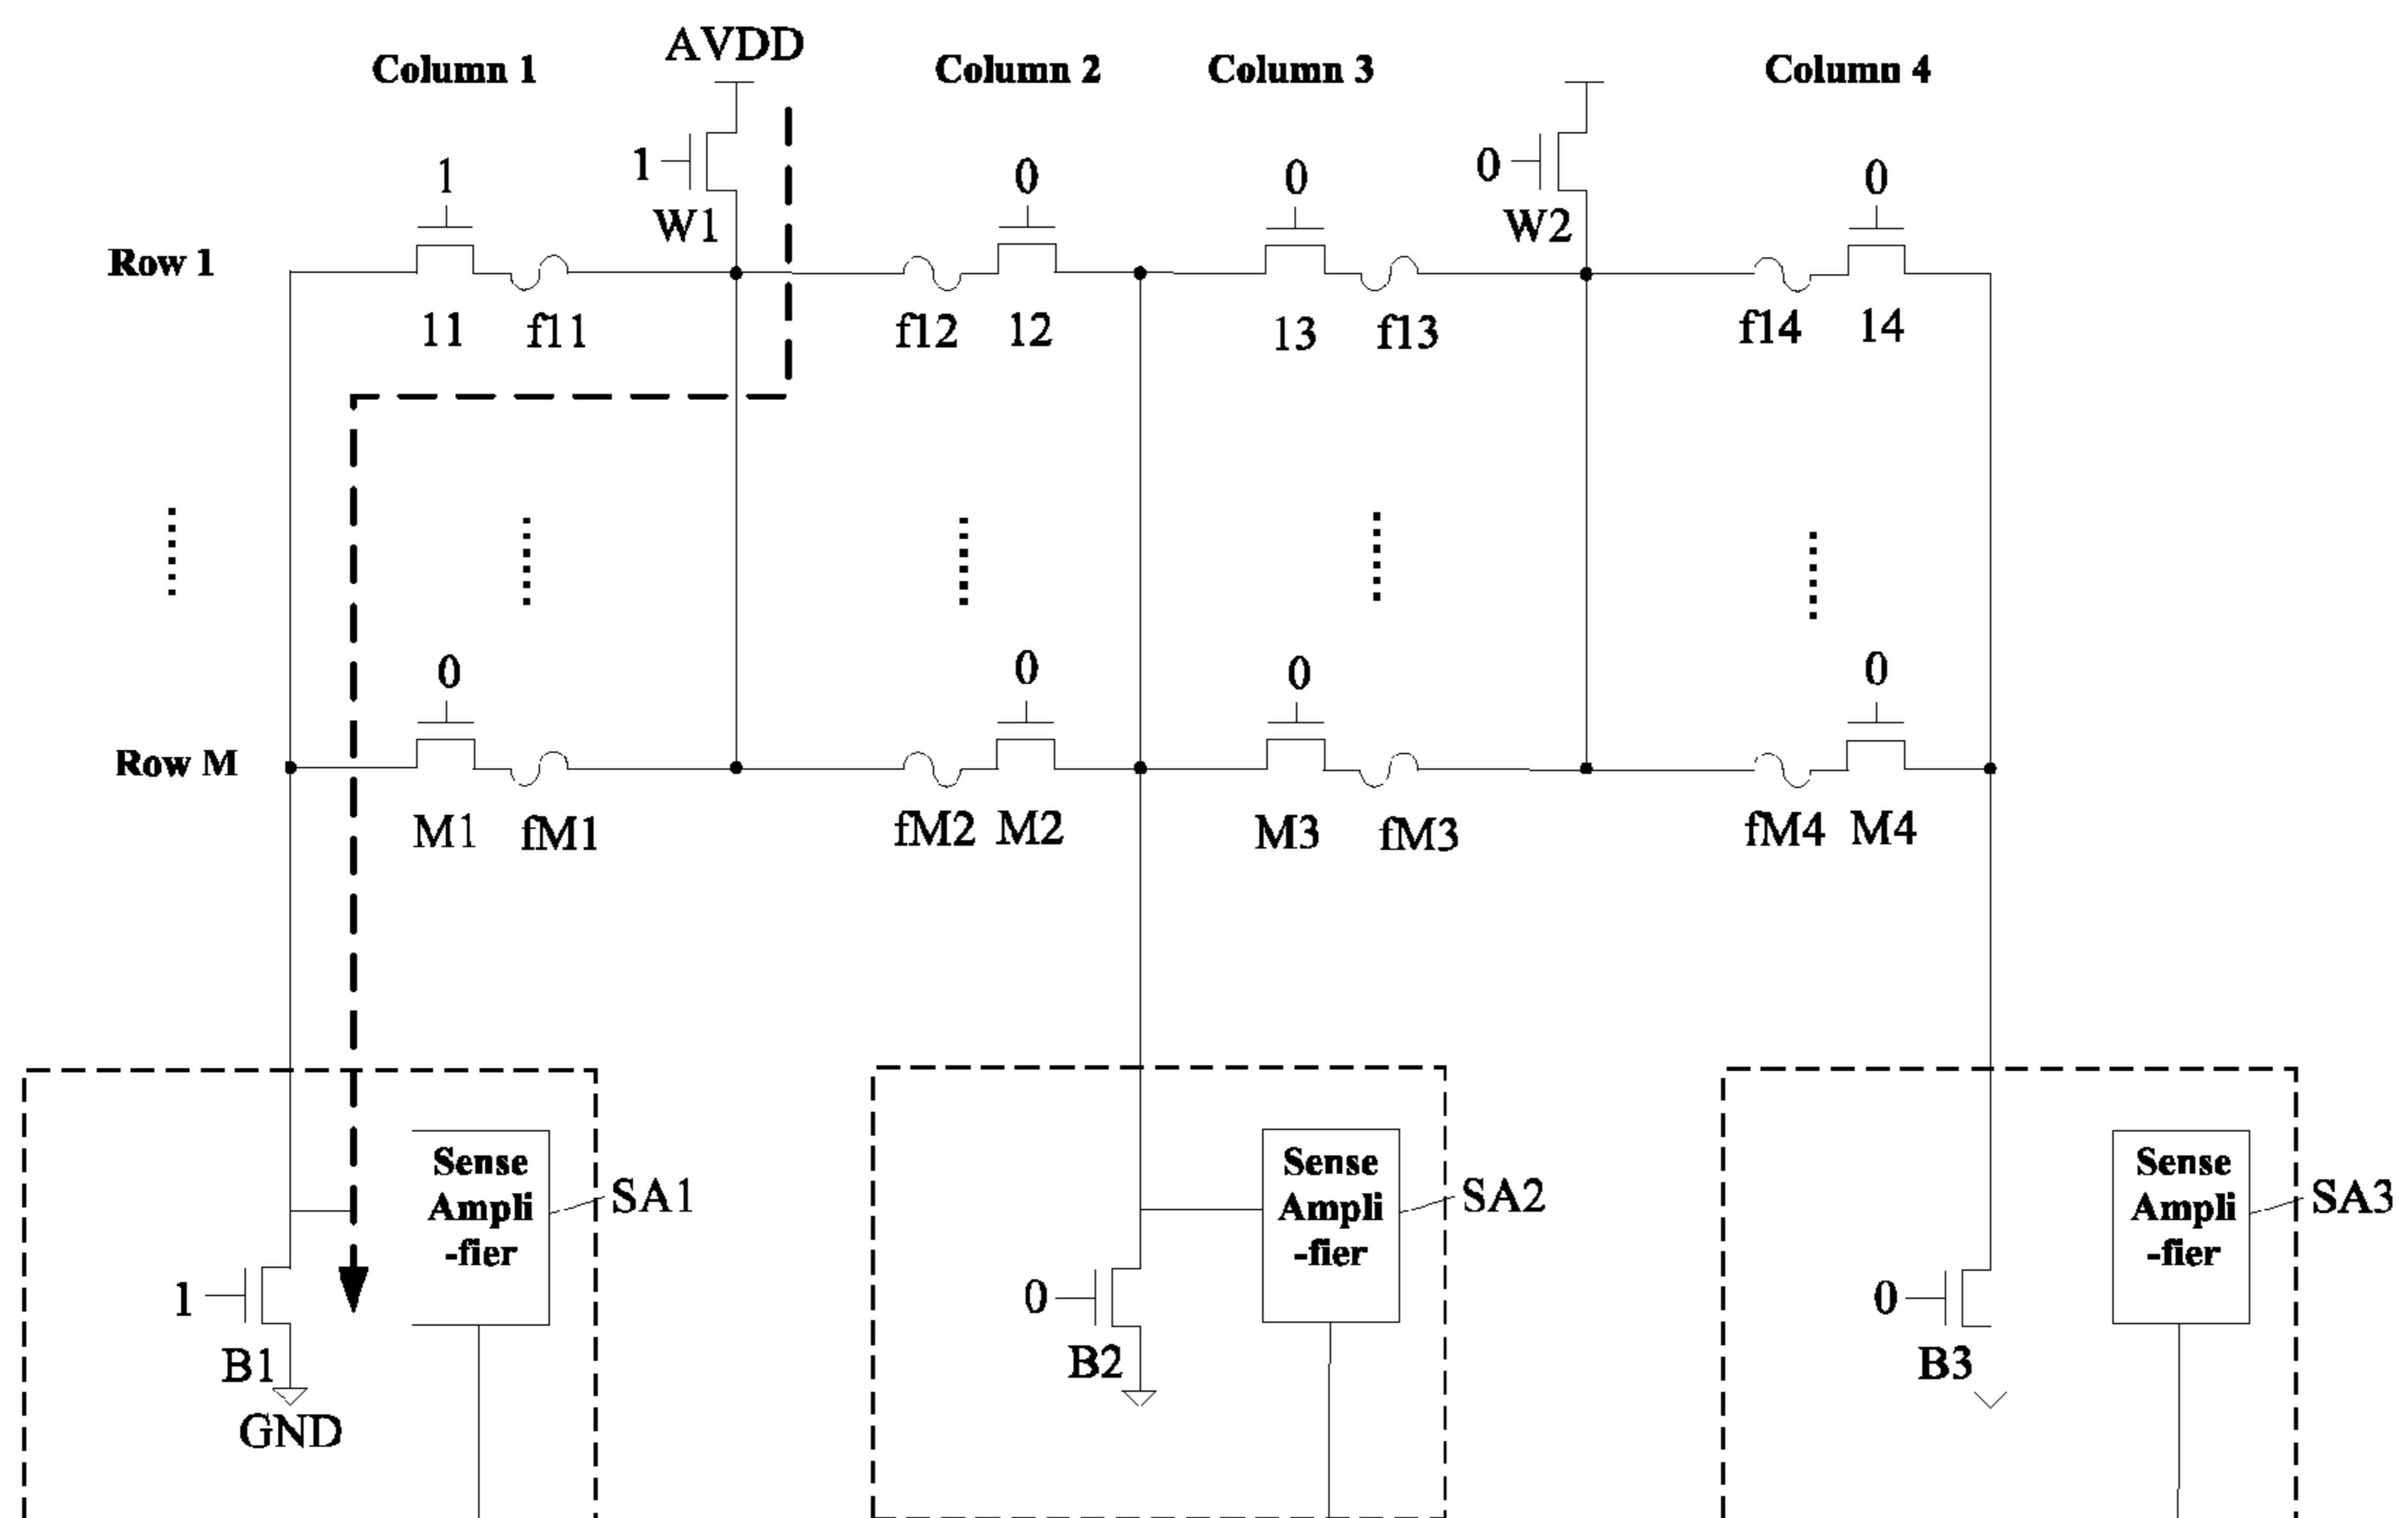 AVDD
Column 1
Column 2
Column 3
Column 4
1
1
0
0
0
0
W1
W2
Row 1
11
f11
f12
12
13
f13
f14
14
0
0
0
0
Row M
M1
fM1
fM2
M2
M3
fM3
fM4
M4
Sense
Ampli
-fier
SA1
Sense
Ampli
-fier
SA2
Sense
Ampli
-fier
SA3
1
0
0
B1
B2
B3
GND